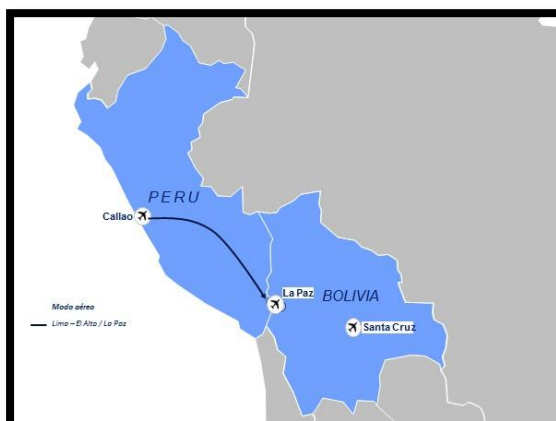 PERU
Callao
La Paz
BOLIVIA
Santa Cruz
Modo aéreo
Lima – El Alto / La Paz